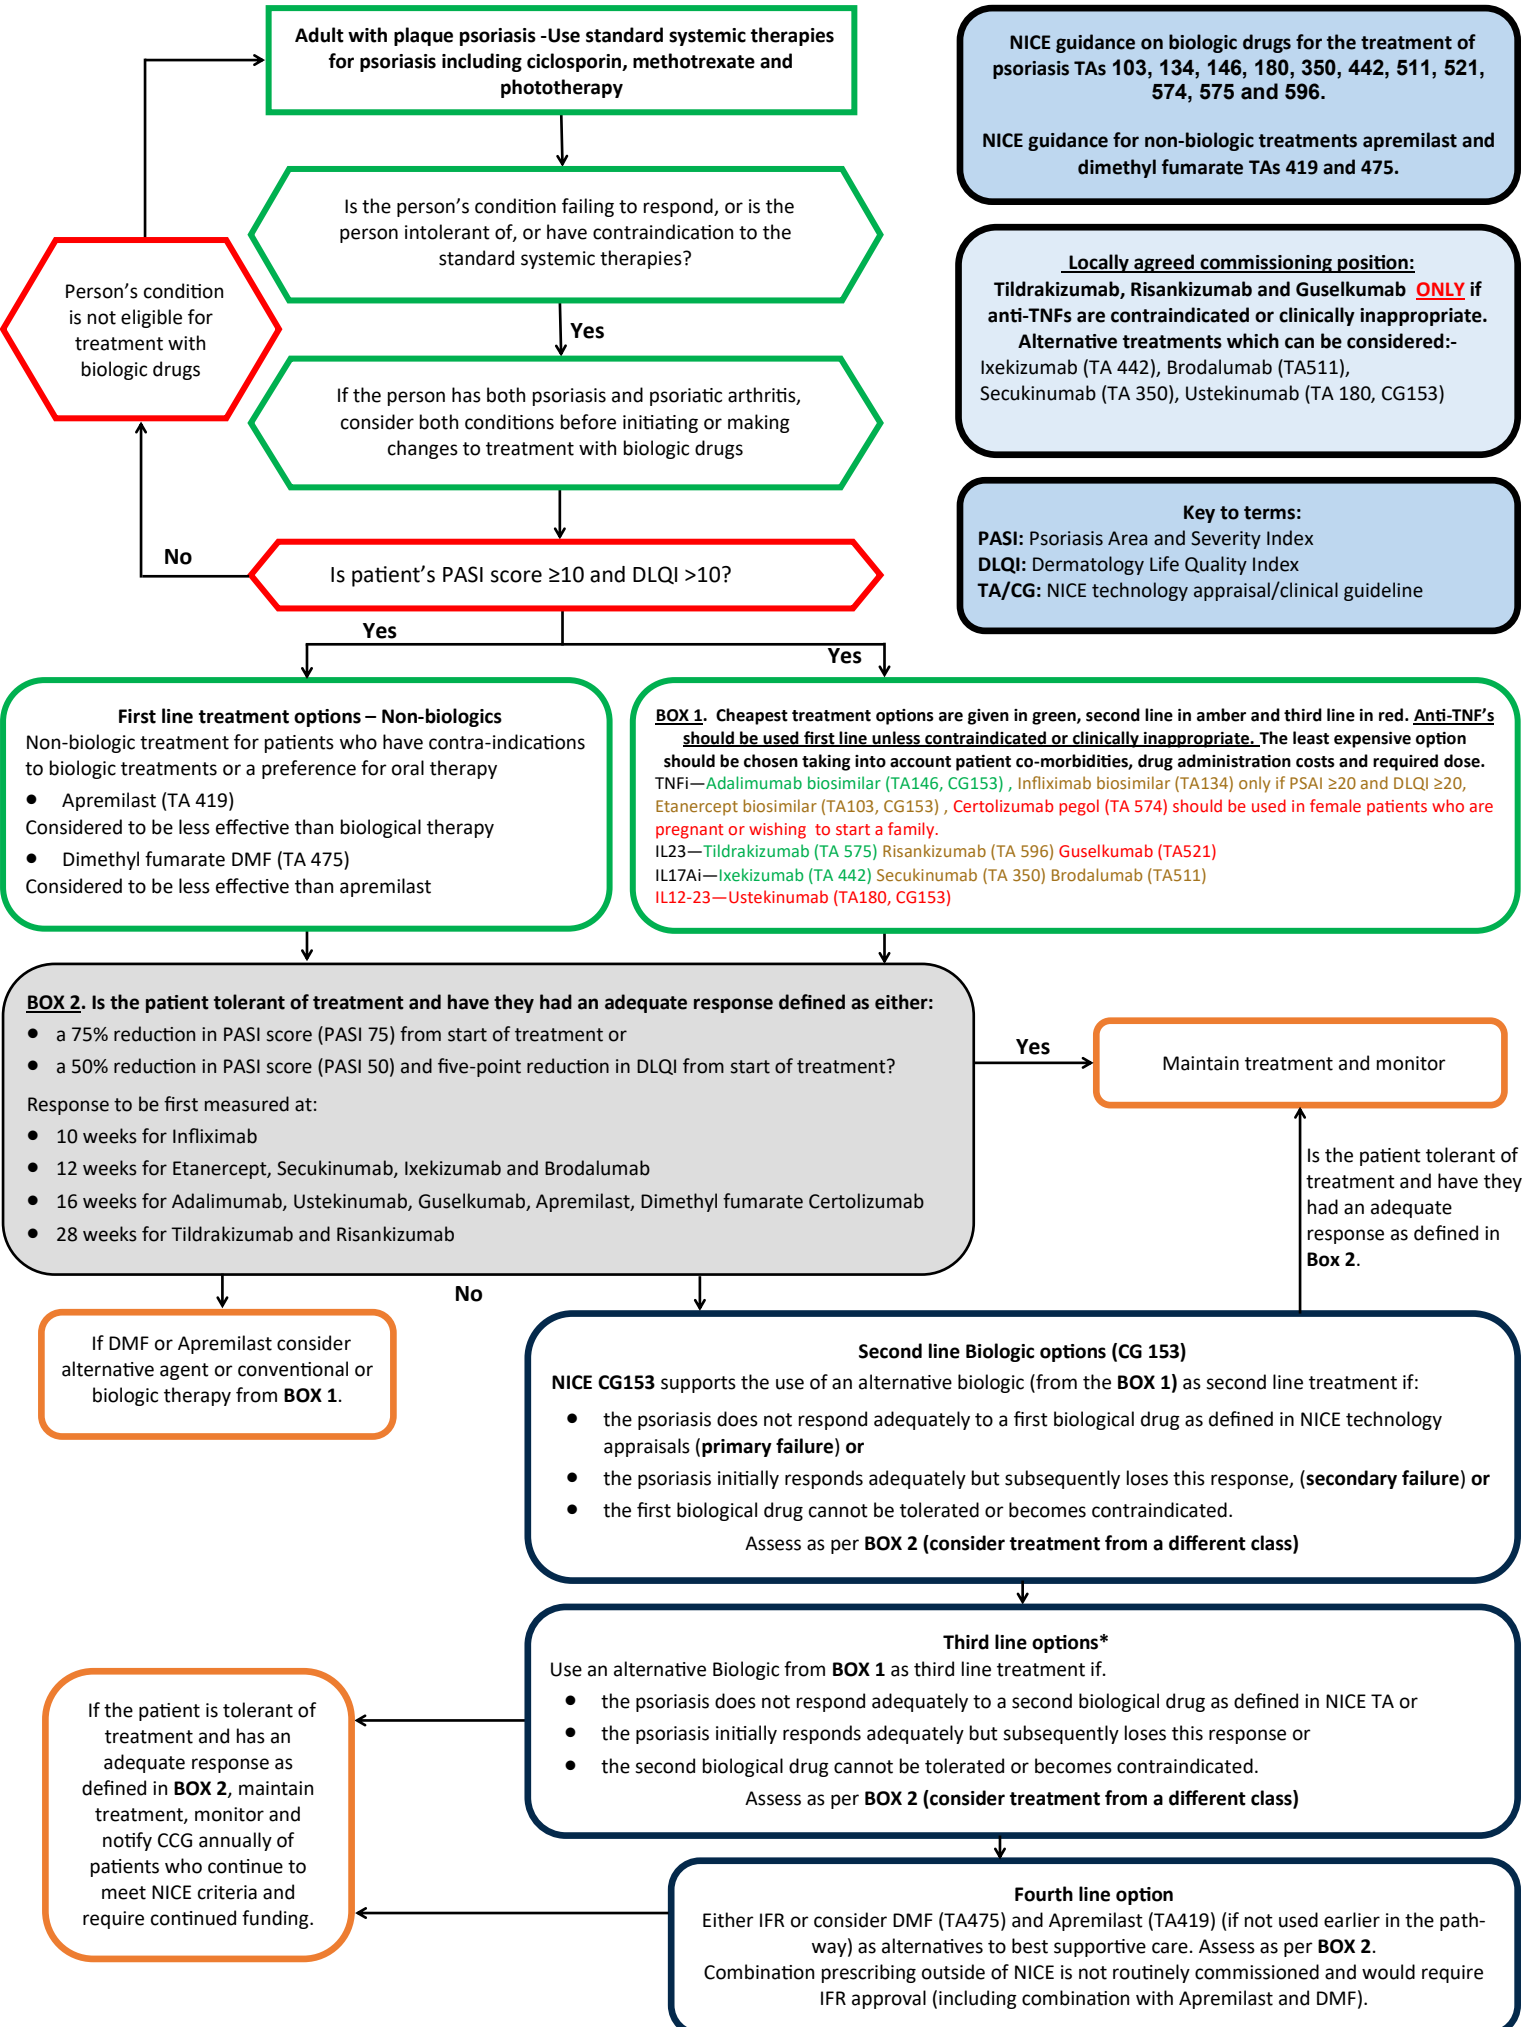 Adult with plaque psoriasis -Use standard systemic therapies
for psoriasis including ciclosporin, methotrexate and
phototherapy
NICE guidance on biologic drugs for the treatment of
psoriasis TAs 103, 134, 146, 180, 350, 442, 511, 521,
574, 575 and 596.
NICE guidance for non-biologic treatments apremilast and
dimethyl fumarate TAs 419 and 475.
Is the person's condition failing to respond, or is the
person intolerant of, or have contraindication to the
standard systemic therapies?
Locally agreed commissioning position:
Tildrakizumab, Risankizumab and Guselkumab ONLY if
anti-TNFs are contraindicated or clinically inappropriate.
Alternative treatments which can be considered:-
Ixekizumab (TA 442), Brodalumab (TA511),
Secukinumab (TA 350), Ustekinumab (TA 180, CG153)
Person's condition
is not eligible for
treatment with
biologic drugs
Yes
If the person has both psoriasis and psoriatic arthritis,
consider both conditions before initiating or making
changes to treatment with biologic drugs
Key to terms:
PASI: Psoriasis Area and Severity Index
DLQI: Dermatology Life Quality Index
TA/CG: NICE technology appraisal/clinical guideline
No
Is patient's PASI score ≥10 and DLQI >10?
Yes
Yes
First line treatment options – Non-biologics
Non-biologic treatment for patients who have contra-indications
to biologic treatments or a preference for oral therapy
● Apremilast (TA 419)
Considered to be less effective than biological therapy
● Dimethyl fumarate DMF (TA 475)
Considered to be less effective than apremilast
BOX 1. Cheapest treatment options are given in green, second line in amber and third line in red. Anti-TNF's
should be used first line unless contraindicated or clinically inappropriate. The least expensive option
should be chosen taking into account patient co-morbidities, drug administration costs and required dose.
TNFi—Adalimumab biosimilar (TA146, CG153) , Infliximab biosimilar (TA134) only if PSAI ≥20 and DLQI ≥20,
Etanercept biosimilar (TA103, CG153) , Certolizumab pegol (TA 574) should be used in female patients who are
pregnant or wishing to start a family.
IL23—Tildrakizumab (TA 575) Risankizumab (TA 596) Guselkumab (TA521)
IL17Ai—Ixekizumab (TA 442) Secukinumab (TA 350) Brodalumab (TA511)
IL12-23—Ustekinumab (TA180, CG153)
BOX 2. Is the patient tolerant of treatment and have they had an adequate response defined as either:
● a 75% reduction in PASI score (PASI 75) from start of treatment or
● a 50% reduction in PASI score (PASI 50) and five-point reduction in DLQI from start of treatment?
Response to be first measured at:
● 10 weeks for Infliximab
● 12 weeks for Etanercept, Secukinumab, Ixekizumab and Brodalumab
● 16 weeks for Adalimumab, Ustekinumab, Guselkumab, Apremilast, Dimethyl fumarate Certolizumab
● 28 weeks for Tildrakizumab and Risankizumab
Yes
Maintain treatment and monitor
Is the patient tolerant of
treatment and have they
had an adequate
response as defined in
Box 2.
No
If DMF or Apremilast consider
alternative agent or conventional or
biologic therapy from BOX 1.
Second line Biologic options (CG 153)
NICE CG153 supports the use of an alternative biologic (from the BOX 1) as second line treatment if:
● the psoriasis does not respond adequately to a first biological drug as defined in NICE technology
appraisals (primary failure) or
● the psoriasis initially responds adequately but subsequently loses this response, (secondary failure) or
● the first biological drug cannot be tolerated or becomes contraindicated.
Assess as per BOX 2 (consider treatment from a different class)
Third line options*
Use an alternative Biologic from BOX 1 as third line treatment if.
● the psoriasis does not respond adequately to a second biological drug as defined in NICE TA or
● the psoriasis initially responds adequately but subsequently loses this response or
● the second biological drug cannot be tolerated or becomes contraindicated.
Assess as per BOX 2 (consider treatment from a different class)
If the patient is tolerant of
treatment and has an
adequate response as
defined in BOX 2, maintain
treatment, monitor and
notify CCG annually of
patients who continue to
meet NICE criteria and
require continued funding.
Fourth line option
Either IFR or consider DMF (TA475) and Apremilast (TA419) (if not used earlier in the path-
way) as alternatives to best supportive care. Assess as per BOX 2.
Combination prescribing outside of NICE is not routinely commissioned and would require
IFR approval (including combination with Apremilast and DMF).